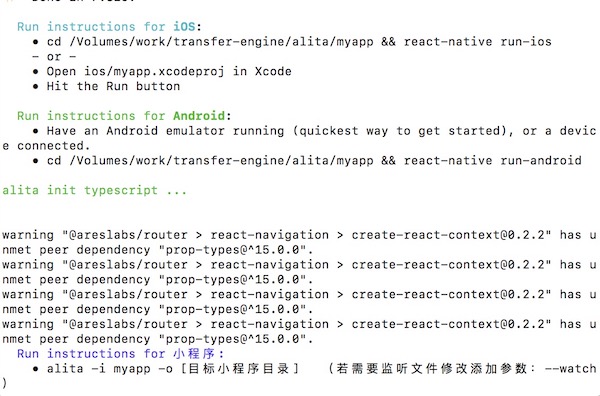 Run instructions for iOS:
• cd /Volumes/work/transfer-engine/alita/myapp && react-native run-ios
- or -
• Open ios/myapp.xcodeproj in Xcode
• Hit the Run button
Run instructions for Android:
• Have an Android emulator running (quickest way to get started), or a devic
e connected.
• cd /Volumes/work/transfer-engine/alita/myapp && react-native run-android
alita init typescript ...
warning "@areslabs/router > react-navigation > create-react-context@0.2.2" has u
nmet peer dependency "prop-types@^15.0.0".
warning "@areslabs/router > react-navigation > create-react-context@0.2.2" has u
nmet peer dependency "prop-types@^15.0.0".
warning "@areslabs/router > react-navigation > create-react-context@0.2.2" has u
nmet peer dependency "prop-types@^15.0.0".
warning "@areslabs/router > react-navigation > create-react-context@0.2.2" has u
nmet peer dependency "prop-types@^15.0.0".
Run instructions for 小程序:
• alita -i myapp -o [目标小程序目录] (若需要监听文件修改添加参数: --watch
)